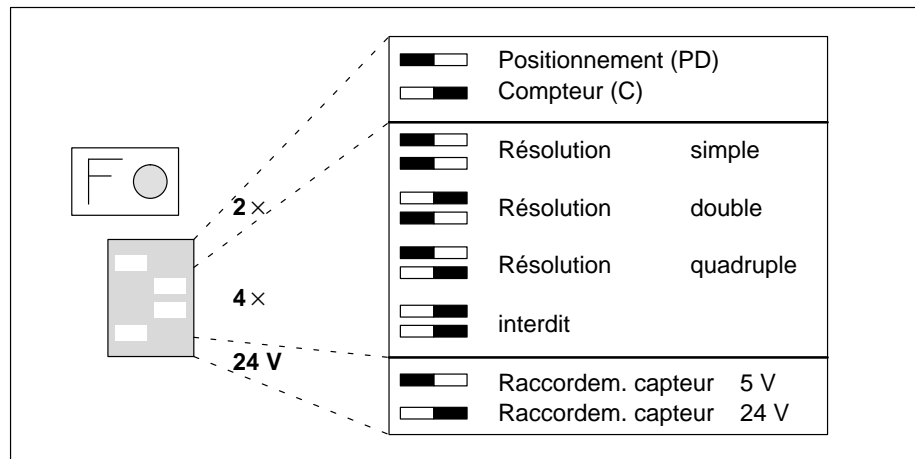 Positionnement (PD)
Compteur (C)
Résolution simple
F
2 ×
Résolution double
Résolution quadruple
4 ×
interdit
24 V
Raccordem. capteur 5 V
Raccordem. capteur 24 V